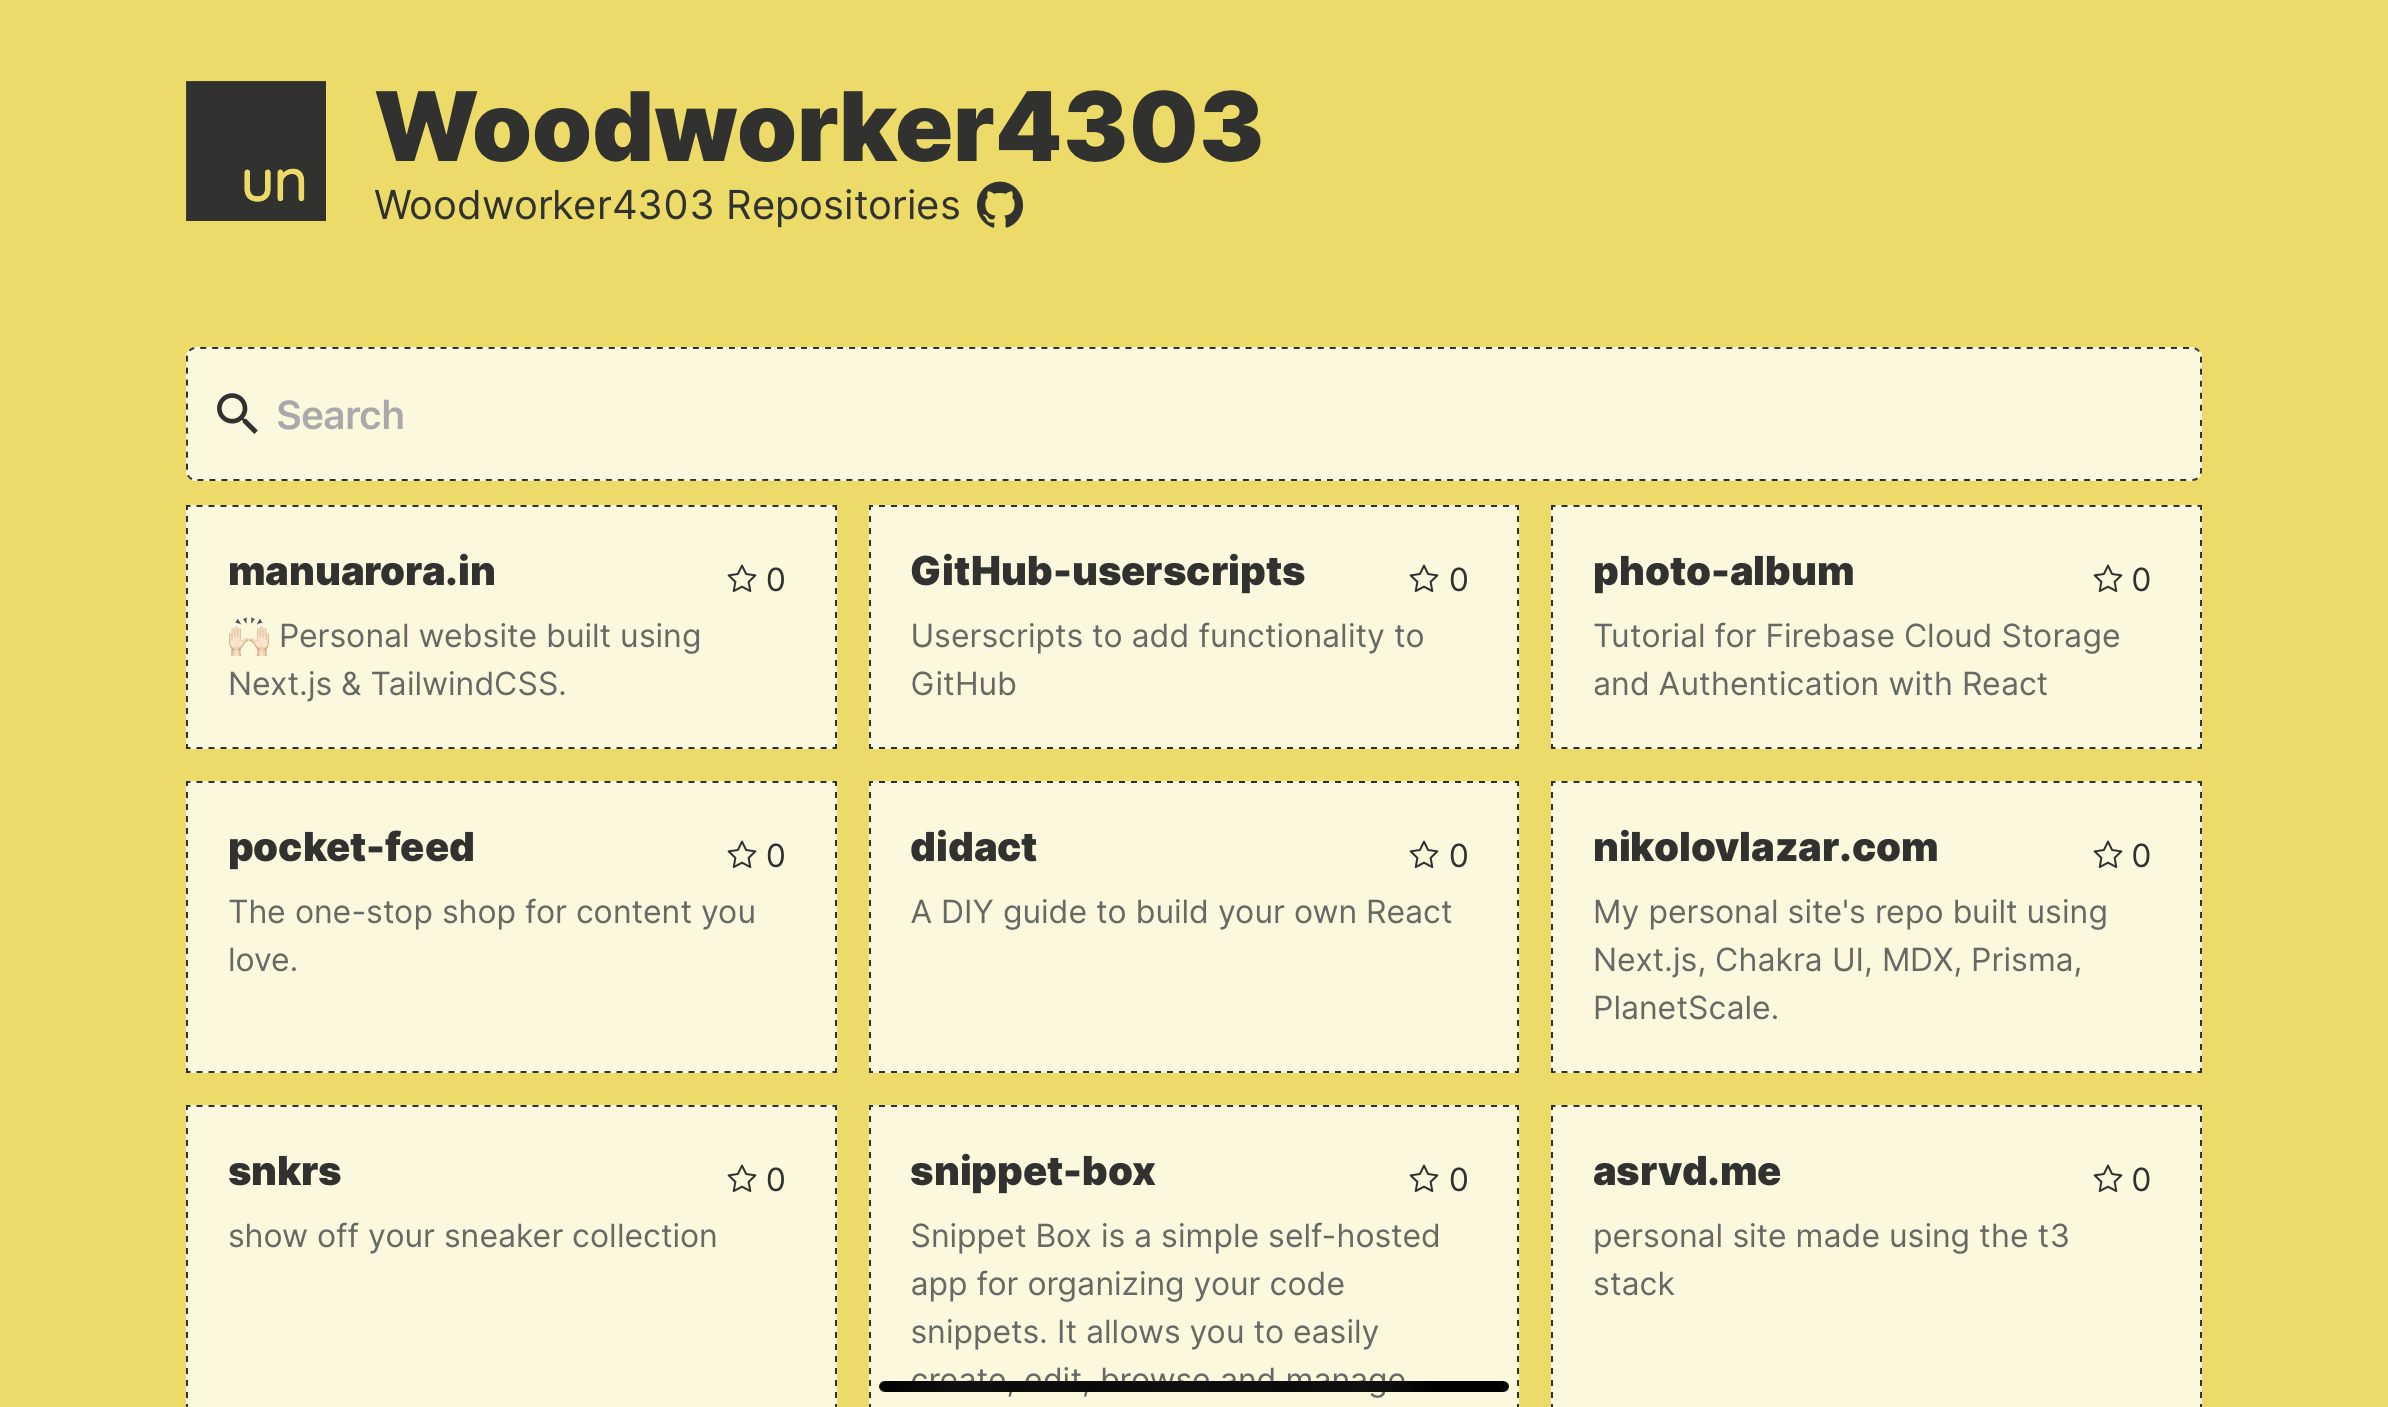 un
Woodworker4303
Woodworker4303 Repositories
Search
manuarora.in
0
🙌🏻 Personal website built using
Next.js & TailwindCSS.
GitHub-userscripts
0
Userscripts to add functionality to
GitHub
photo-album
0
Tutorial for Firebase Cloud Storage
and Authentication with React
pocket-feed
0
The one-stop shop for content you
love.
didact
0
A DIY guide to build your own React
nikolovlazar.com
0
My personal site's repo built using
Next.js, Chakra UI, MDX, Prisma,
PlanetScale.
snkrs
0
show off your sneaker collection
snippet-box
0
Snippet Box is a simple self-hosted
app for organizing your code
snippets. It allows you to easily
create, edit, browse and manage
asrvd.me
0
personal site made using the t3
stack